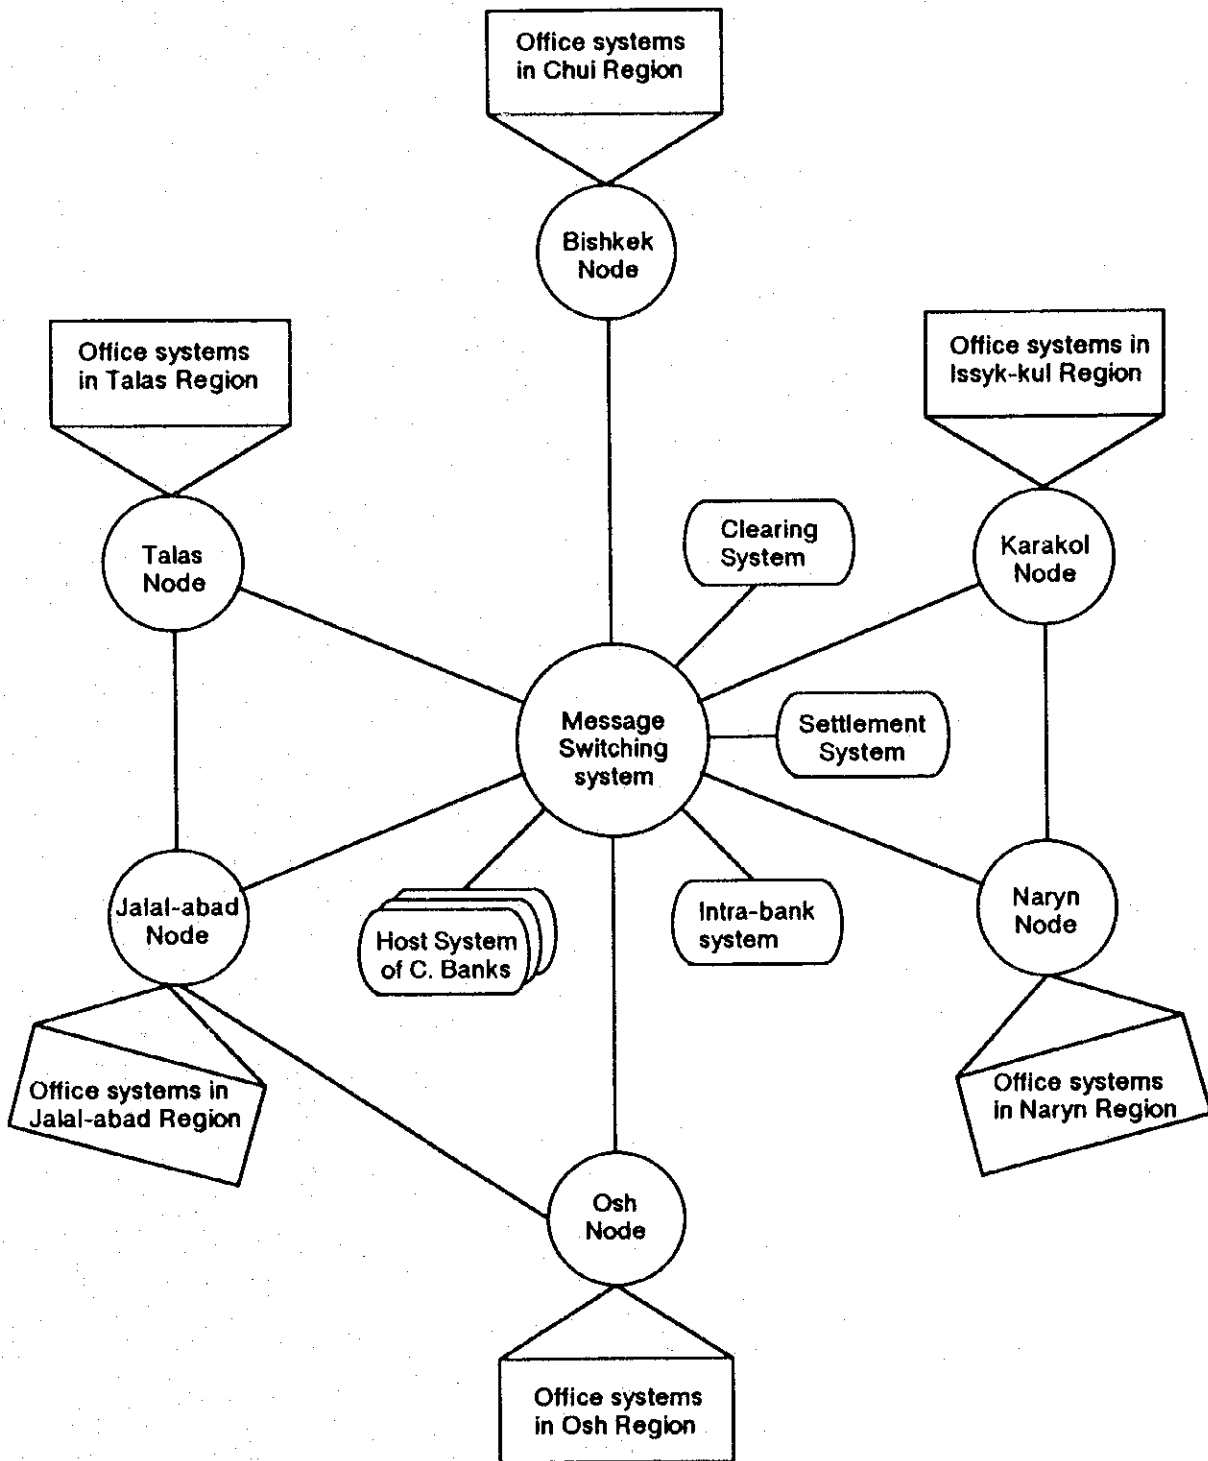 Office systems
in Chui Region
Bishkek
Node
Office systems
in Talas Region
Office systems in
Issyk-kul Region
Talas
Node
Clearing
System
Karakol
Node
Message
Switching
system
Settlement
System
Jalal-abad
Node
Host System
of C. Banks
Intra-bank
system
Naryn
Node
Office systems in
Jalal-abad Region
Office systems
in Naryn Region
Osh
Node
Office systems
in Osh Region